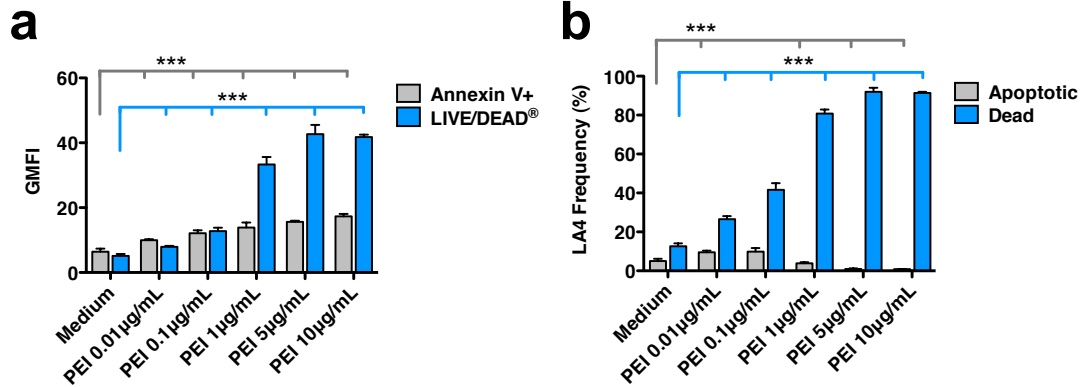 a
***
***
60
40
20
0
GMFI
Annexin V+
LIVE/DEAD®
Medium
PEI 0.01µg/mL
PEI 0.1µg/mL
PEI 1µg/mL
PEI 5µg/mL
PEI 10µg/mL
b
***
***
100
80
60
40
20
0
LA4 Frequency (%)
Apoptotic
Dead
Medium
PEI 0.01µg/mL
PEI 0.1µg/mL
PEI 1µg/mL
PEI 5µg/mL
PEI 10µg/mL